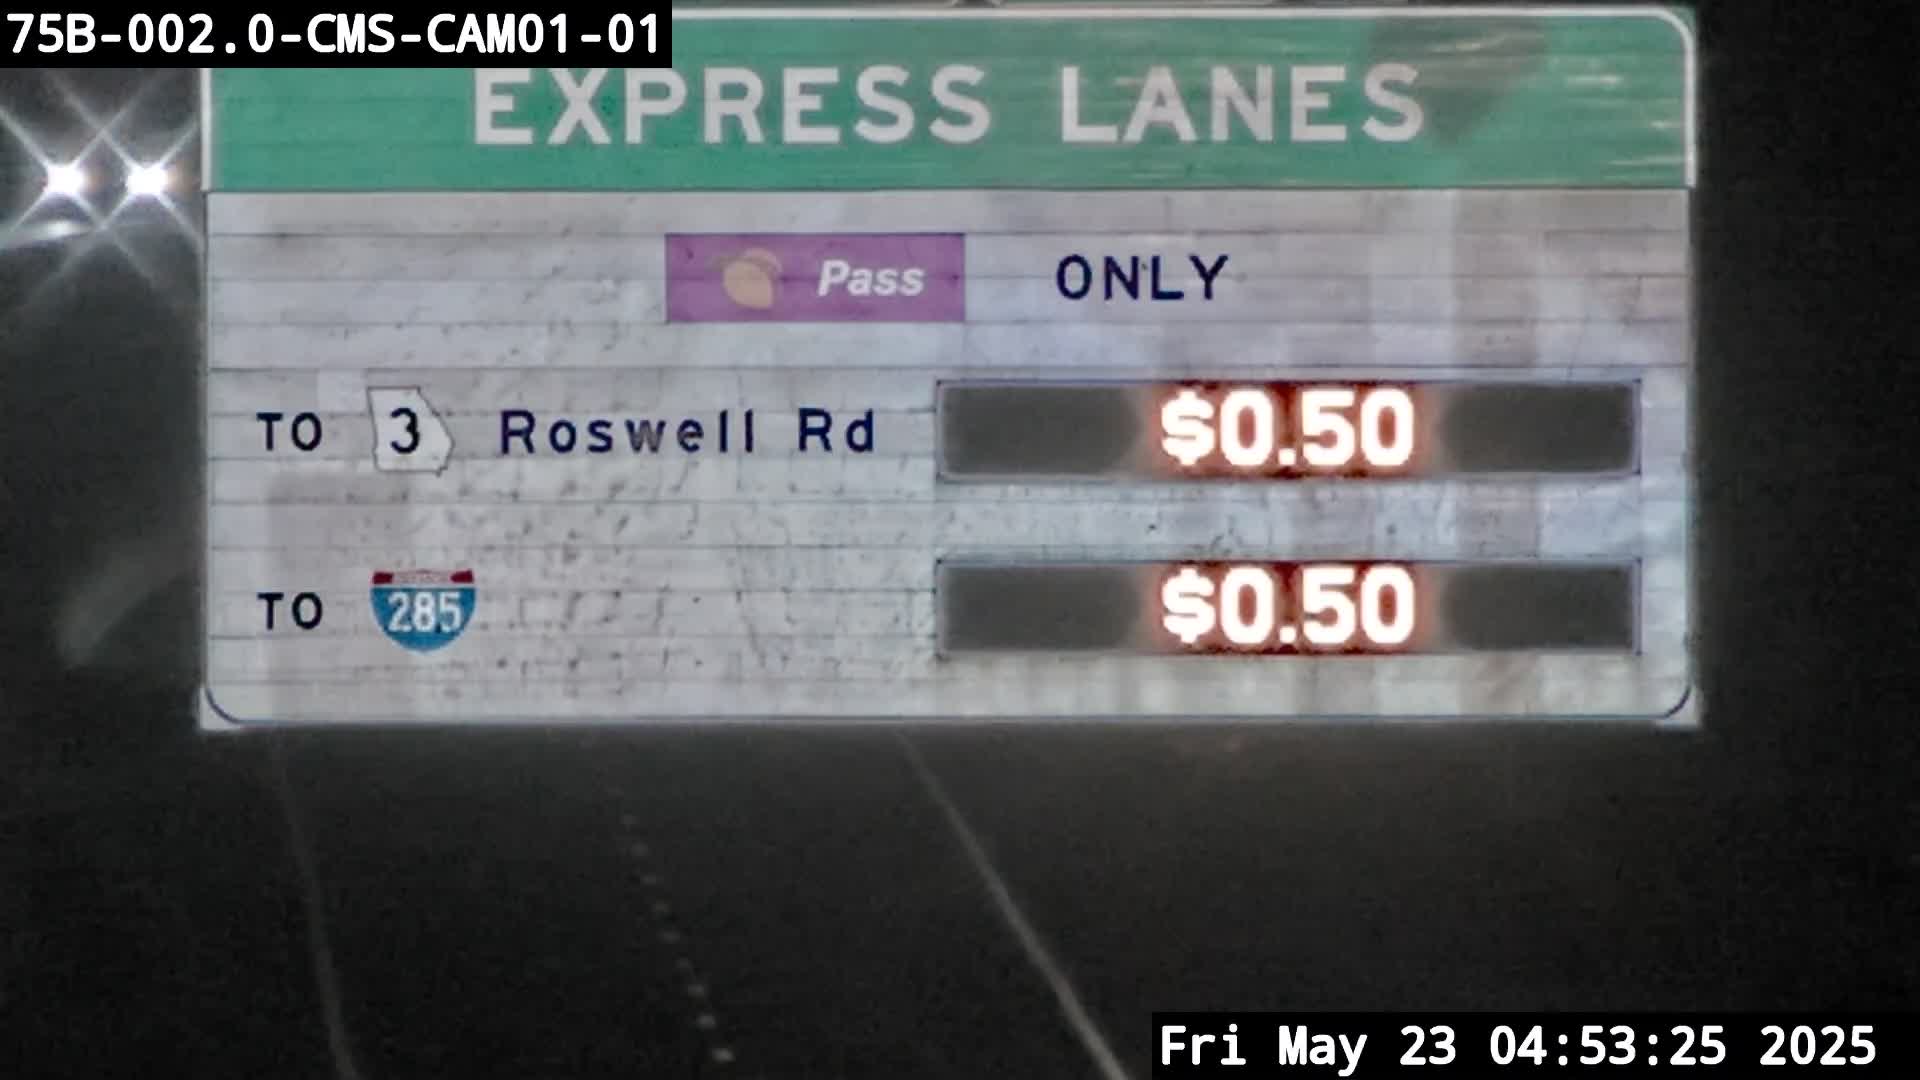 75B-002.0-CMS-CAM01-01
EXPRESS LANES
Pass ONLY
TO 3 Roswell Rd $0.50
TO 285 $0.50
Fri May 23 04:53:25 2025